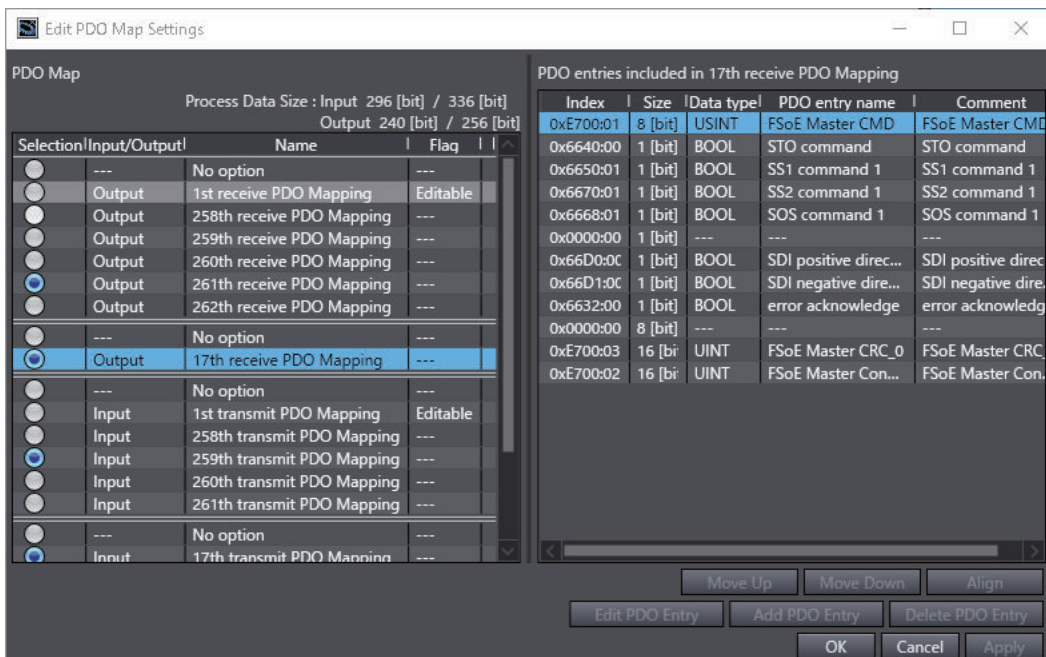 Edit PDO Map Settings
PDO Map
Process Data Size : Input 296 [bit] / 336 [bit]
Output 240 [bit] / 256 [bit]
Selection Input/Output Name Flag
--- No option ---
Output 1st receive PDO Mapping Editable
Output 258th receive PDO Mapping ---
Output 259th receive PDO Mapping ---
Output 260th receive PDO Mapping ---
Output 261th receive PDO Mapping ---
Output 262th receive PDO Mapping ---
--- No option ---
Output 17th receive PDO Mapping ---
--- No option ---
Input 1st transmit PDO Mapping Editable
Input 258th transmit PDO Mapping ---
Input 259th transmit PDO Mapping ---
Input 260th transmit PDO Mapping ---
Input 261th transmit PDO Mapping ---
--- No option ---
Input 17th transmit PDO Mapping ---
PDO entries included in 17th receive PDO Mapping
Index Size Data type PDO entry name Comment
0xE700:01 8 [bit] USINT FSoE Master CMD FSoE Master CMD
0x6640:00 1 [bit] BOOL STO command STO command
0x6650:01 1 [bit] BOOL SS1 command 1 SS1 command 1
0x6670:01 1 [bit] BOOL SS2 command 1 SS2 command 1
0x6668:01 1 [bit] BOOL SOS command 1 SOS command 1
0x0000:00 1 [bit] --- --- ---
0x66D0:0C 1 [bit] BOOL SDI positive direc... SDI positive direc
0x66D1:0C 1 [bit] BOOL SDI negative dire... SDI negative dire.
0x6632:00 1 [bit] BOOL error acknowledge error acknowledg
0x0000:00 8 [bit] --- --- ---
0xE700:03 16 [bi UINT FSoE Master CRC_0 FSoE Master CRC_
0xE700:02 16 [bi UINT FSoE Master Con... FSoE Master Con.
Move Up Move Down Align
Edit PDO Entry Add PDO Entry Delete PDO Entry
OK Cancel Apply